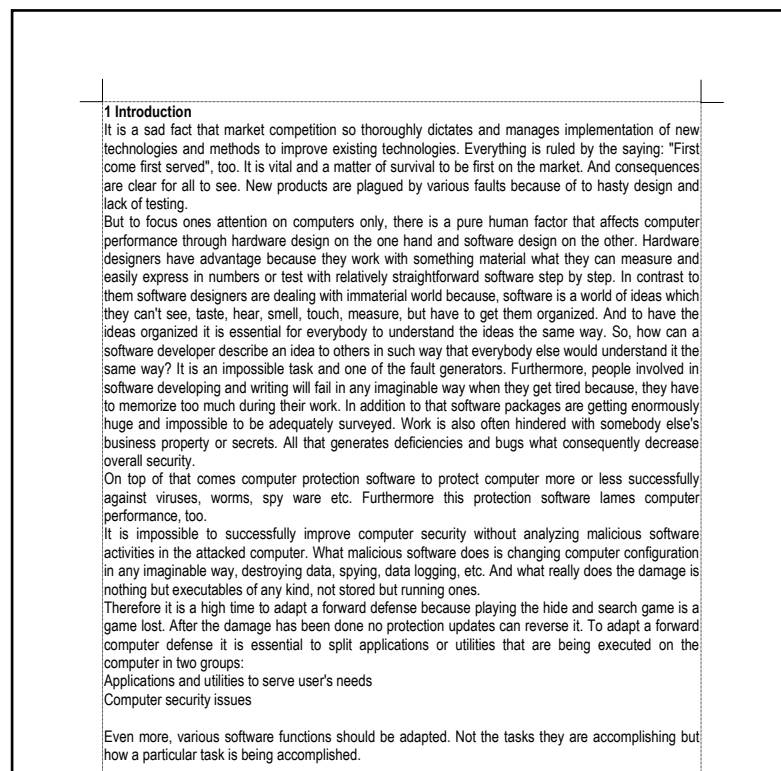 1 Introduction
It is a sad fact that market competition so thoroughly dictates and manages implementation of new
technologies and methods to improve existing technologies. Everything is ruled by the saying: "First
come first served", too. It is vital and a matter of survival to be first on the market. And consequences
are clear for all to see. New products are plagued by various faults because of to hasty design and
lack of testing.
But to focus ones attention on computers only, there is a pure human factor that affects computer
performance through hardware design on the one hand and software design on the other. Hardware
designers have advantage because they work with something material what they can measure and
easily express in numbers or test with relatively straightforward software step by step. In contrast to
them software designers are dealing with immaterial world because, software is a world of ideas which
they can't see, taste, hear, smell, touch, measure, but have to get them organized. And to have the
ideas organized it is essential for everybody to understand the ideas the same way. So, how can a
software developer describe an idea to others in such way that everybody else would understand it the
same way? It is an impossible task and one of the fault generators. Furthermore, people involved in
software developing and writing will fail in any imaginable way when they get tired because, they have
to memorize too much during their work. In addition to that software packages are getting enormously
huge and impossible to be adequately surveyed. Work is also often hindered with somebody else's
business property or secrets. All that generates deficiencies and bugs what consequently decrease
overall security.
On top of that comes computer protection software to protect computer more or less successfully
against viruses, worms, spy ware etc. Furthermore this protection software lames computer
performance, too.
It is impossible to successfully improve computer security without analyzing malicious software
activities in the attacked computer. What malicious software does is changing computer configuration
in any imaginable way, destroying data, spying, data logging, etc. And what really does the damage is
nothing but executables of any kind, not stored but running ones.
Therefore it is a high time to adapt a forward defense because playing the hide and search game is a
game lost. After the damage has been done no protection updates can reverse it. To adapt a forward
computer defense it is essential to split applications or utilities that are being executed on the
computer in two groups:
Applications and utilities to serve user's needs
Computer security issues
Even more, various software functions should be adapted. Not the tasks they are accomplishing but
how a particular task is being accomplished.